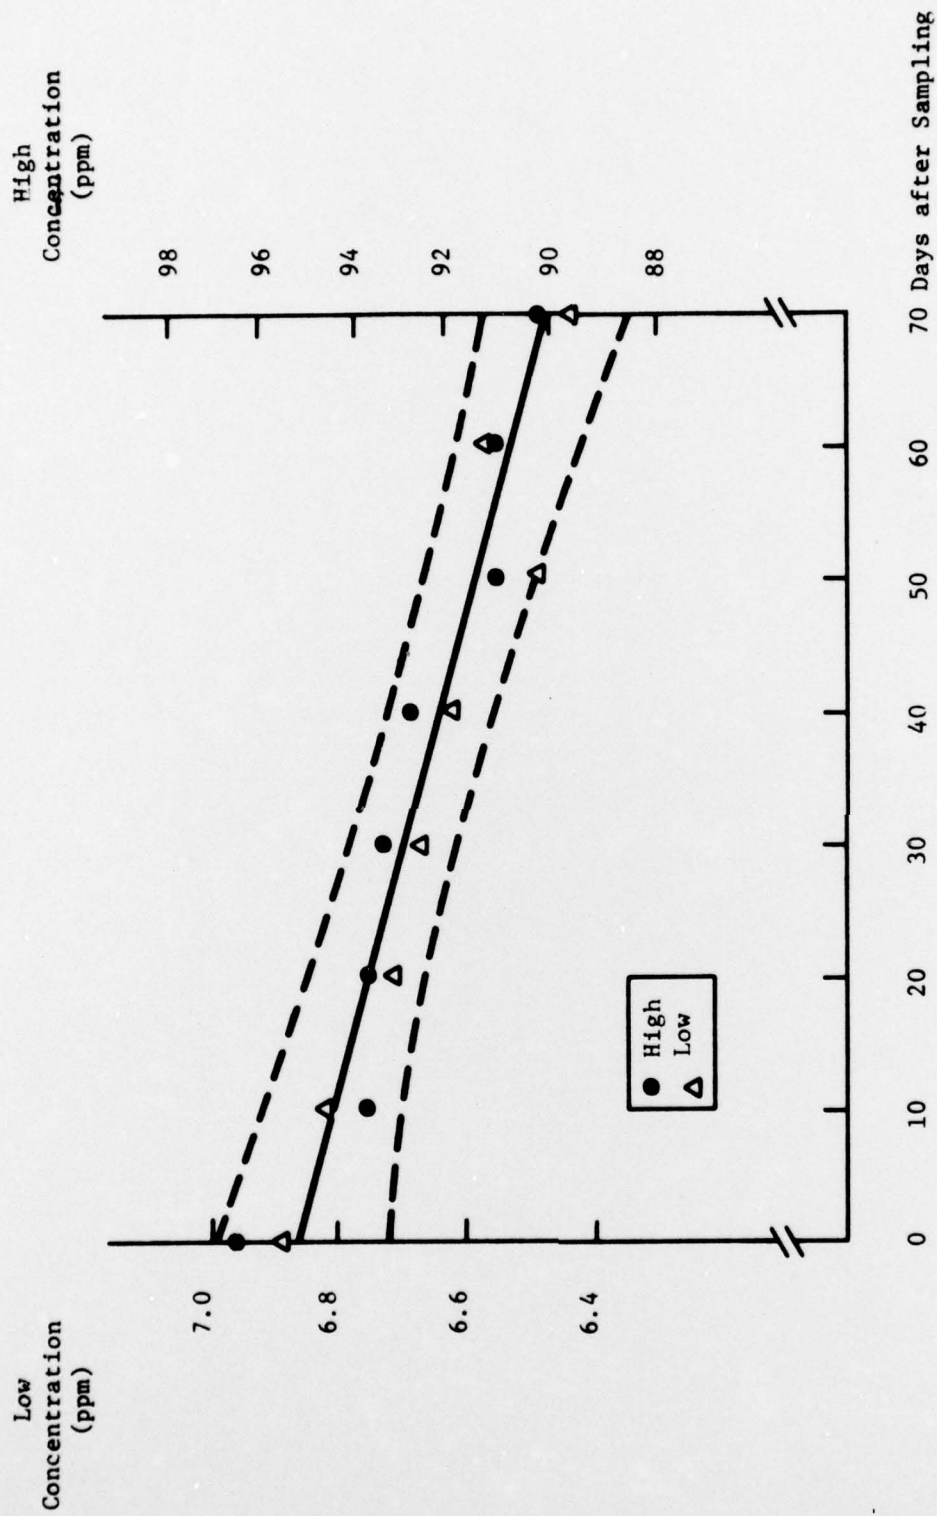 Low
Concentration
(ppm)
High
Concentration
(ppm)
7.0
6.8
6.6
6.4
98
96
94
92
90
88
● High
△ Low
0 10 20 30 40 50 60 70 Days after Sampling